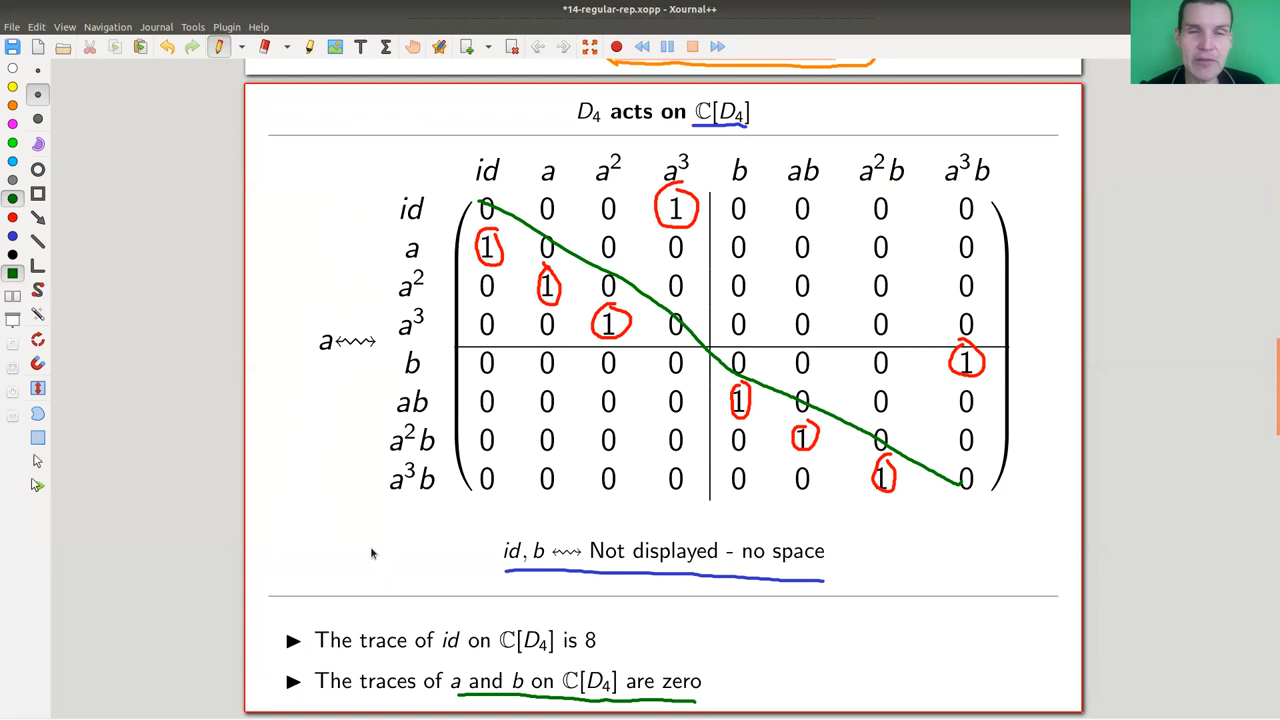 *14-regular-rep.xopp - Xournal++
File Edit View Navigation Journal Tools Plugin Help
D₄ acts on ℂ[D₄]
id a a² a³ b ab a²b a³b
id 0 0 0 1 0 0 0 0
a 1 0 0 0 0 0 0 0
a² 0 1 0 0 0 0 0 0
a³ 0 0 1 0 0 0 0 0
a ⇝
b 0 0 0 0 0 0 0 1
ab 0 0 0 0 1 0 0 0
a²b 0 0 0 0 0 1 0 0
a³b 0 0 0 0 0 0 1 0
id, b ↭ Not displayed - no space
▶ The trace of id on ℂ[D₄] is 8
▶ The traces of a and b on ℂ[D₄] are zero